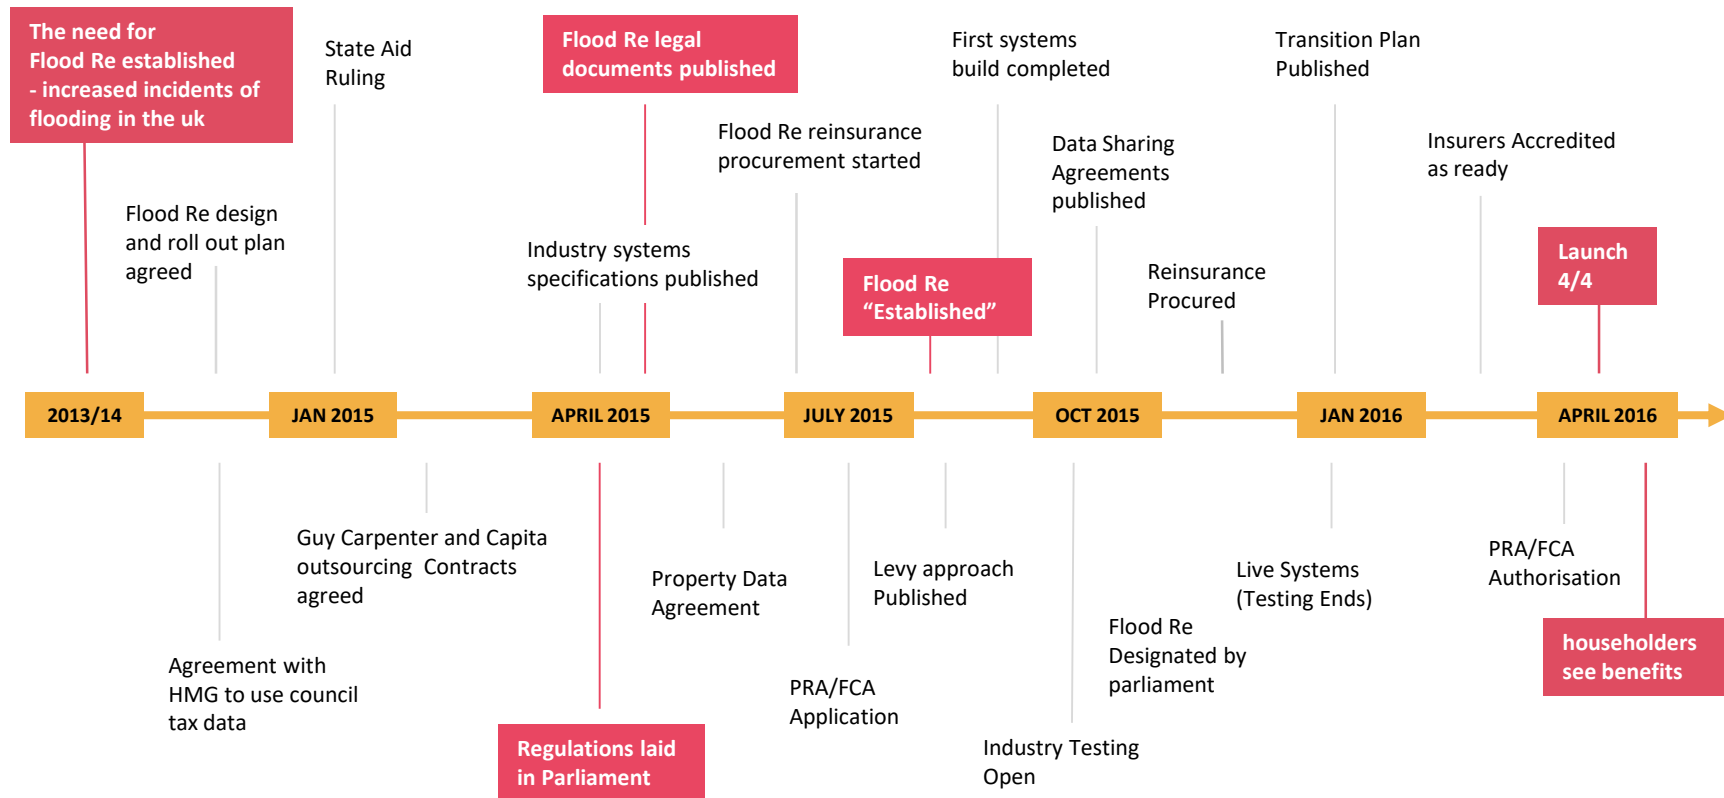 The need for
Flood Re established
- increased incidents of
flooding in the uk
State Aid
Ruling
Flood Re legal
documents published
First systems
build completed
Transition Plan
Published
Flood Re reinsurance
procurement started
Data Sharing
Agreements
published
Insurers Accredited
as ready
Flood Re design
and roll out plan
agreed
Industry systems
specifications published
Flood Re
“Established”
Reinsurance
Procured
Launch
4/4
2013/14
JAN 2015
APRIL 2015
JULY 2015
OCT 2015
JAN 2016
APRIL 2016
Guy Carpenter and Capita
outsourcing Contracts
agreed
Property Data
Agreement
Levy approach
Published
Live Systems
(Testing Ends)
PRA/FCA
Authorisation
Agreement with
HMG to use council
tax data
PRA/FCA
Application
Flood Re
Designated by
parliament
householders
see benefits
Regulations laid
in Parliament
Industry Testing
Open